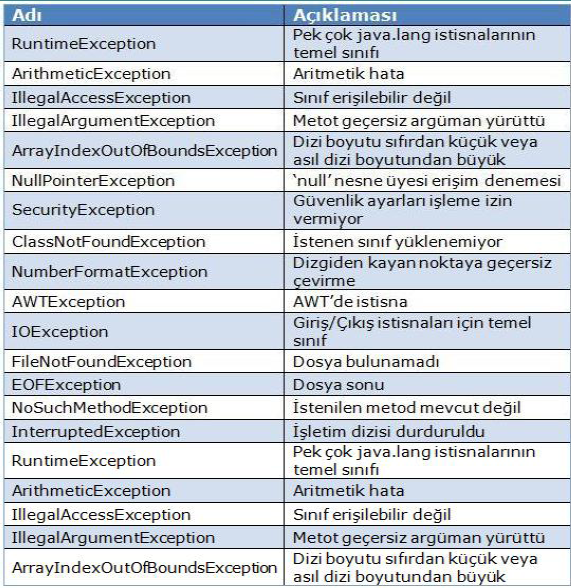 Adı Açıklaması
RuntimeException Pek çok java.lang istisnalarının
temel sınıfı
ArithmeticException Aritmetik hata
IllegalAccessException Sınıf erişilebilir değil
IllegalArgumentException Metot geçersiz argüman yürüttü
ArrayIndexOutOfBoundsException Dizi boyutu sıfırdan küçük veya
asıl dizi boyutundan büyük
NullPointerException ‘null’ nesne üyesi erişim denemesi
SecurityException Güvenlik ayarları işleme izin
vermiyor
ClassNotFoundException İstenen sınıf yüklenemiyor
NumberFormatException Dizgiden kayan noktaya geçersiz
çevirme
AWTException AWT’de istisna
IOException Giriş/Çıkış istisnaları için temel
sınıf
FileNotFoundException Dosya bulunamadı
EOFException Dosya sonu
NoSuchMethodException İstenilen metod mevcut değil
InterruptedException İşletim dizisi durduruldu
RuntimeException Pek çok java.lang istisnalarının
temel sınıfı
ArithmeticException Aritmetik hata
IllegalAccessException Sınıf erişilebilir değil
IllegalArgumentException Metot geçersiz argüman yürüttü
ArrayIndexOutOfBoundsException Dizi boyutu sıfırdan küçük veya
asıl dizi boyutundan büyük